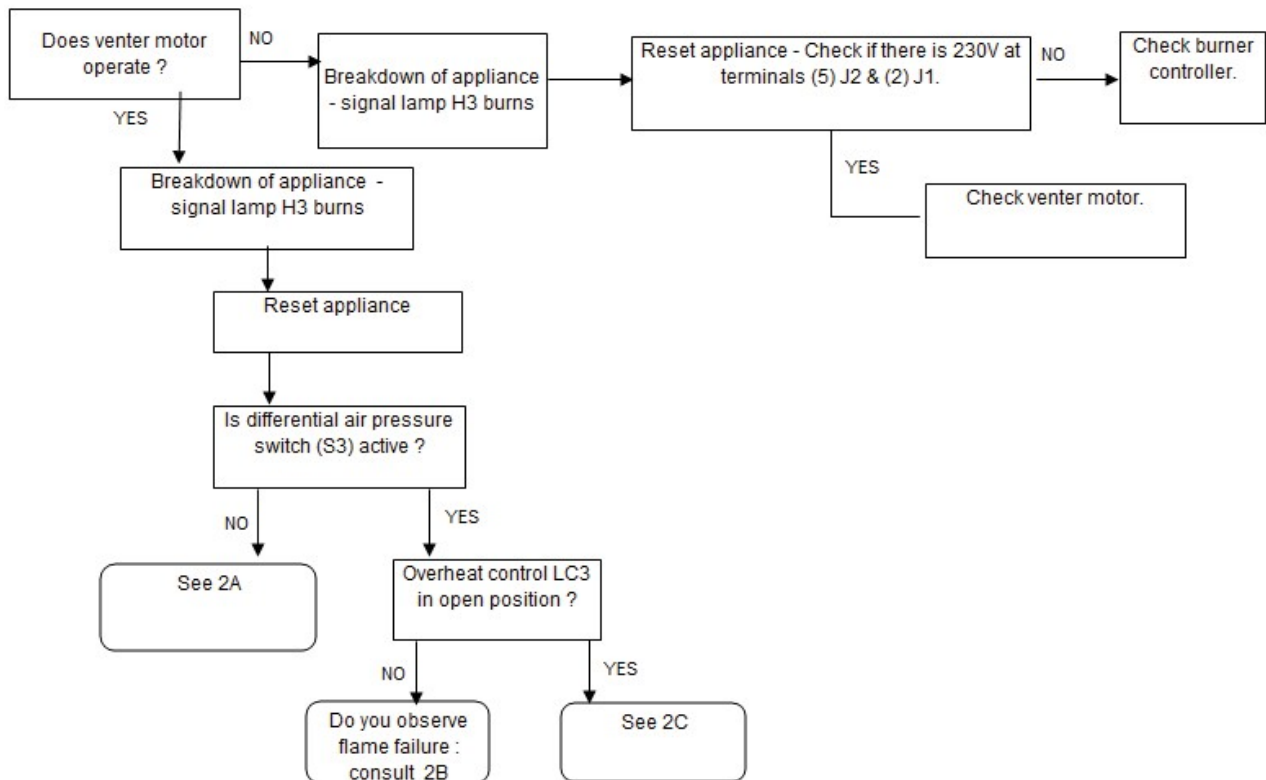 Does venter motor
operate ?
NO
Breakdown of appliance
- signal lamp H3 burns
Reset appliance - Check if there is 230V at
terminals (5) J2 & (2) J1.
NO
Check burner
controller.
YES
YES
Check venter motor.
Breakdown of appliance -
signal lamp H3 burns
Reset appliance
Is differential air pressure
switch (S3) active ?
NO
YES
See 2A
Overheat control LC3
in open position ?
NO
YES
Do you observe
flame failure :
consult 2B
See 2C